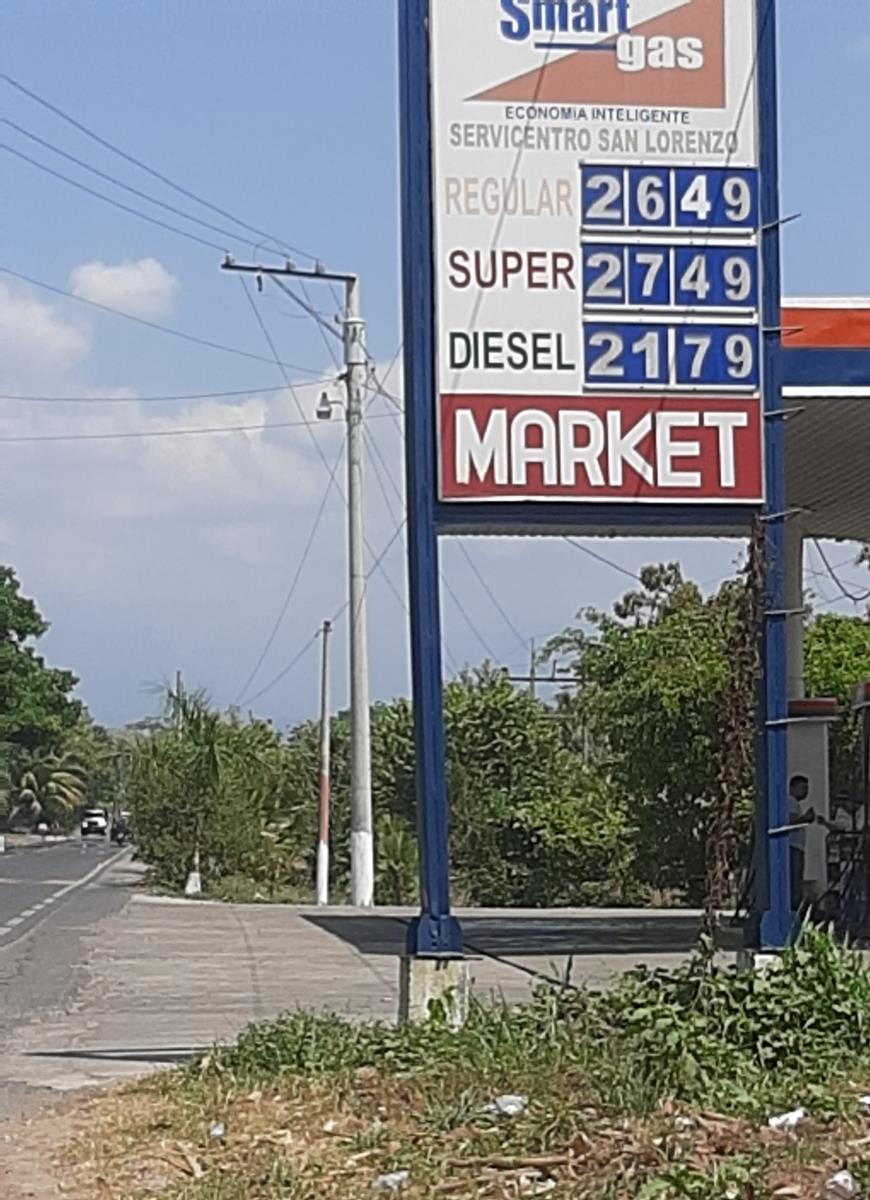 Smart
gas
ECONOMIA INTELIGENTE
SERVICENTRO SAN LORENZO
REGULAR 2649
SUPER 2749
DIESEL 2179
MARKET